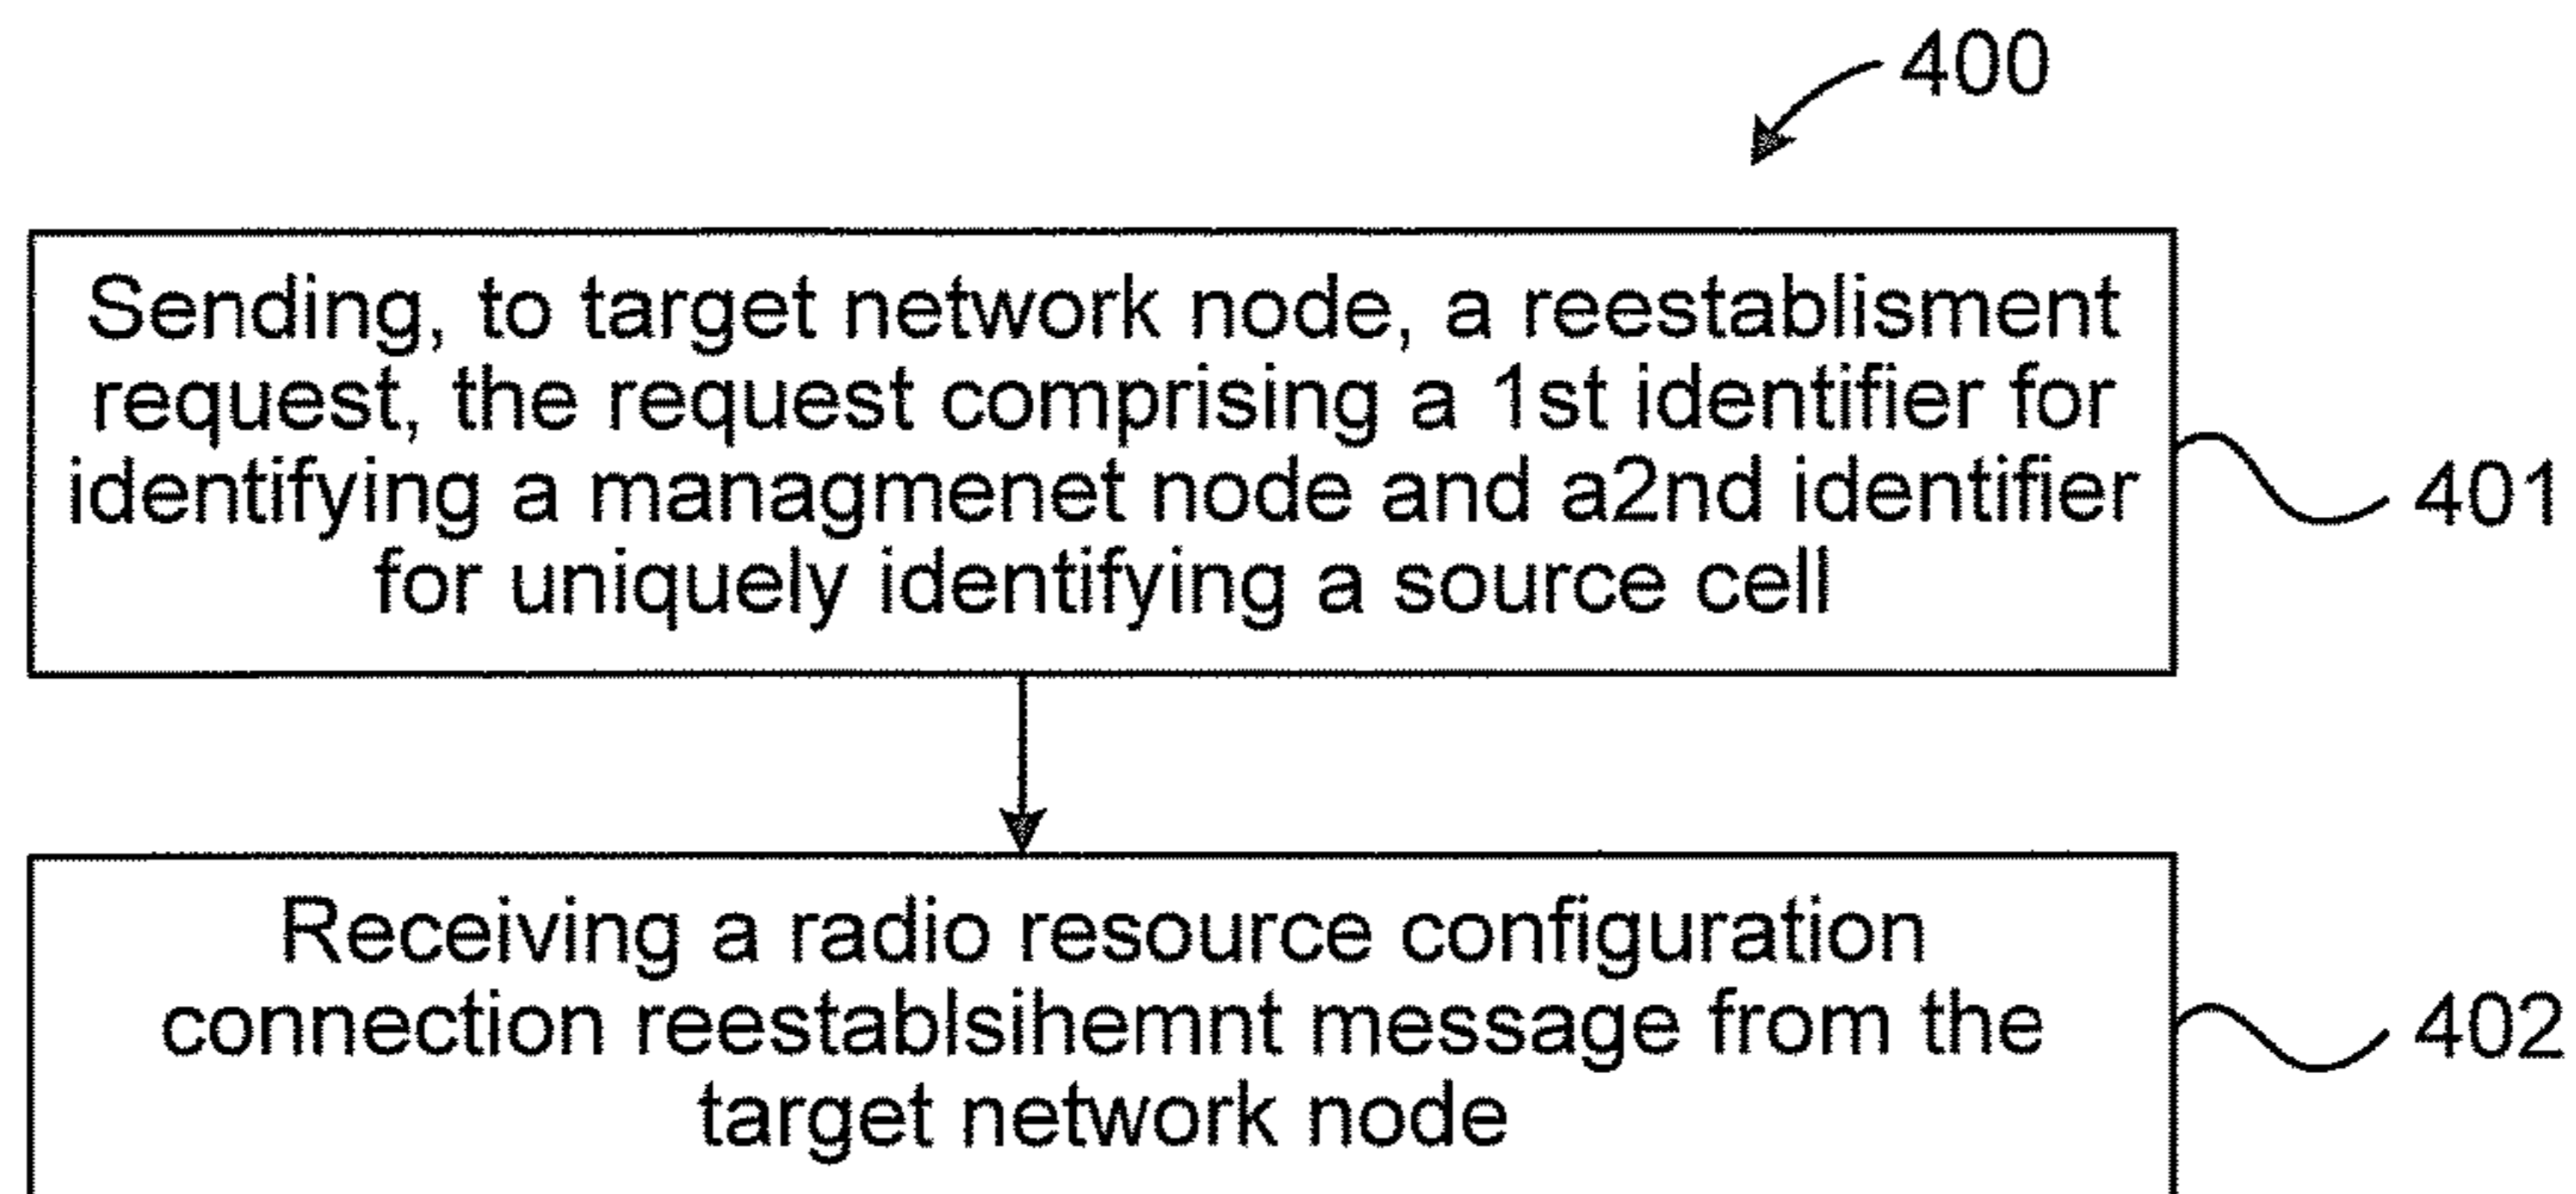 400
Sending, to target network node, a reestablisment
request, the request comprising a 1st identifier for
identifying a managmenet node and a2nd identifier
for uniquely identifying a source cell
401
Receiving a radio resource configuration
connection reestablsihemnt message from the
target network node
402